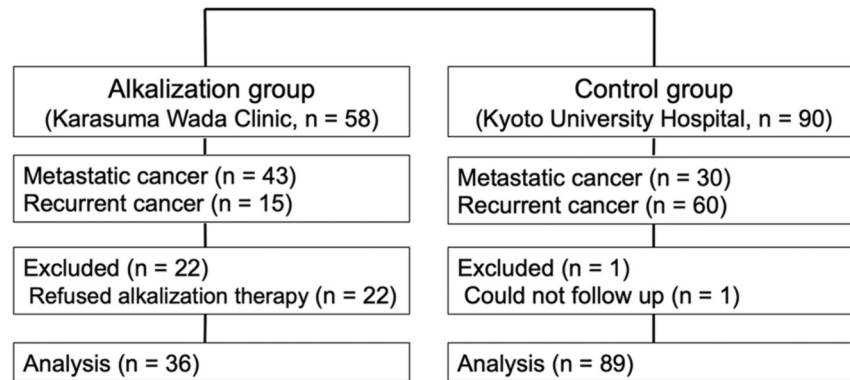 Alkalization group
(Karasuma Wada Clinic, n = 58)
Metastatic cancer (n = 43)
Recurrent cancer (n = 15)
Excluded (n = 22)
Refused alkalization therapy (n = 22)
Analysis (n = 36)
Control group
(Kyoto University Hospital, n = 90)
Metastatic cancer (n = 30)
Recurrent cancer (n = 60)
Excluded (n = 1)
Could not follow up (n = 1)
Analysis (n = 89)